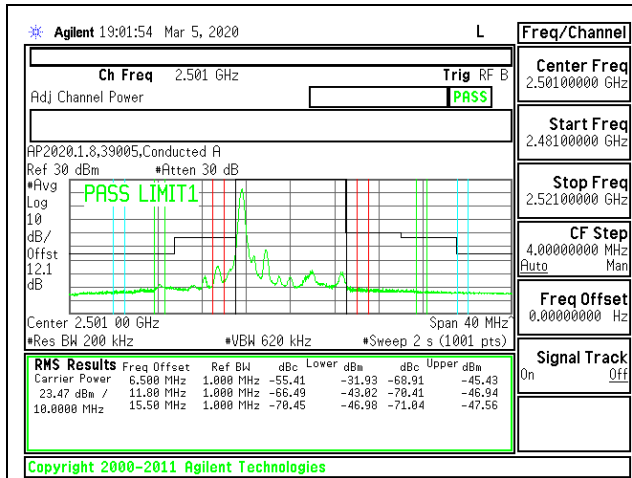 Agilent 19:01:54 Mar 5, 2020 L
Ch Freq 2.501 GHz Trig RF B
Adj Channel Power PASS
AP2020.1.8,39005,Conducted A
Ref 30 dBm #Atten 30 dB
#Avg
Log
10
dB/
Offst
12.1
dB
PASS LIMIT1
Center 2.501 00 GHz Span 40 MHz
#Res BW 200 kHz #VBW 620 kHz #Sweep 2 s (1001 pts)
RMS Results Freq Offset Ref BW dBc Lower dBm dBc Upper dBm
Carrier Power 6.500 MHz 1.000 MHz -55.41 -31.93 -68.91 -45.43
23.47 dBm / 11.80 MHz 1.000 MHz -66.49 -43.02 -70.41 -46.94
10.0000 MHz 15.50 MHz 1.000 MHz -70.45 -46.98 -71.04 -47.56
Copyright 2000-2011 Agilent Technologies
Freq/Channel
Center Freq
2.50100000 GHz
Start Freq
2.48100000 GHz
Stop Freq
2.52100000 GHz
CF Step
4.00000000 MHz
Auto Man
Freq Offset
0.00000000 Hz
Signal Track
On Off